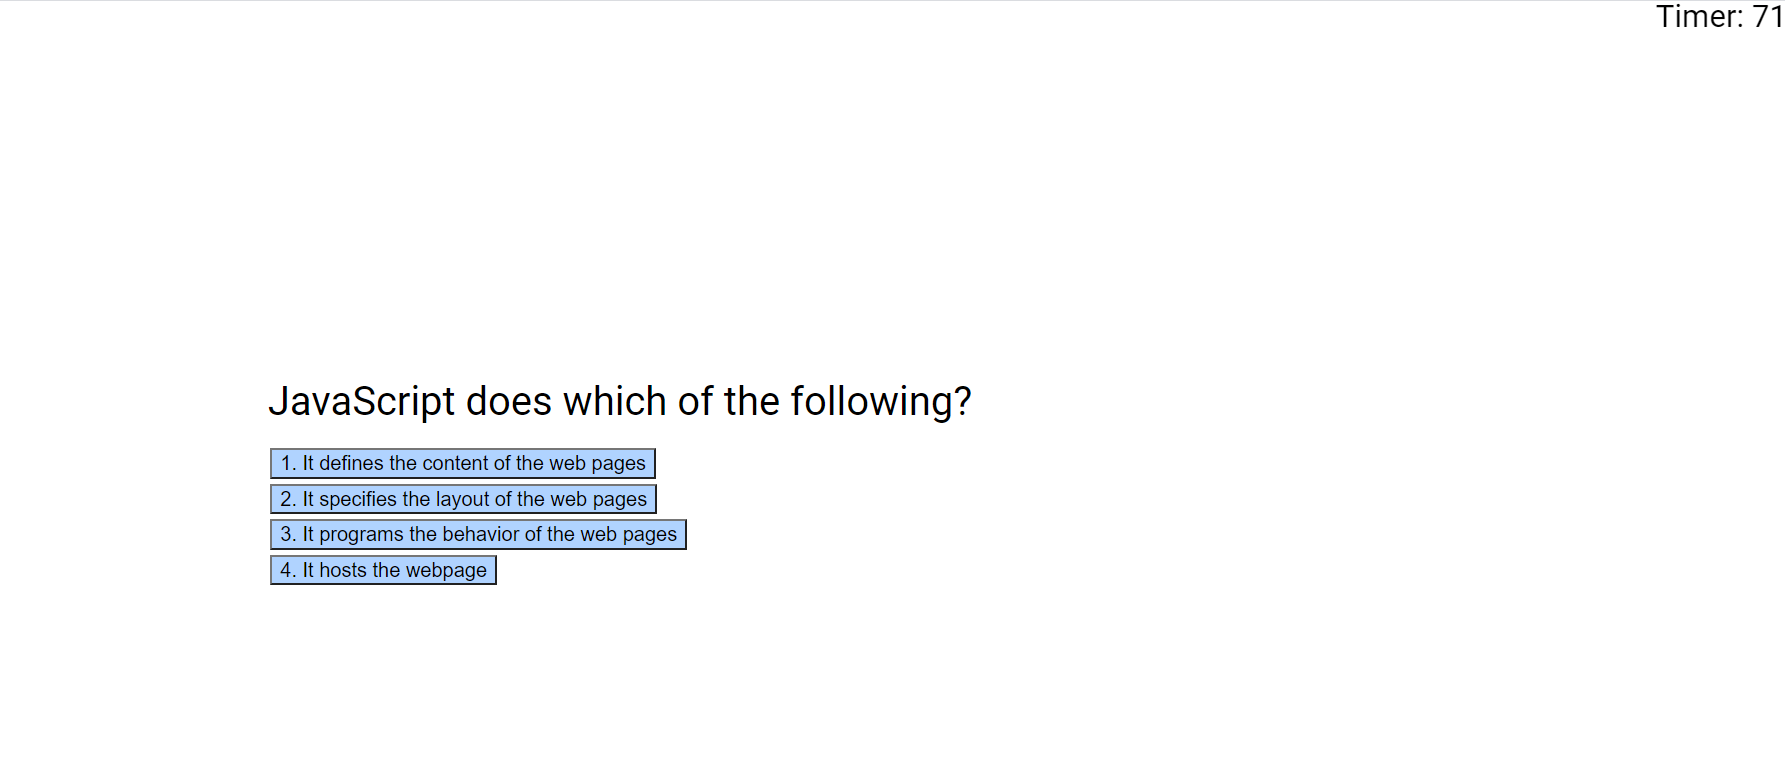 Timer: 71
JavaScript does which of the following?
1. It defines the content of the web pages
2. It specifies the layout of the web pages
3. It programs the behavior of the web pages
4. It hosts the webpage